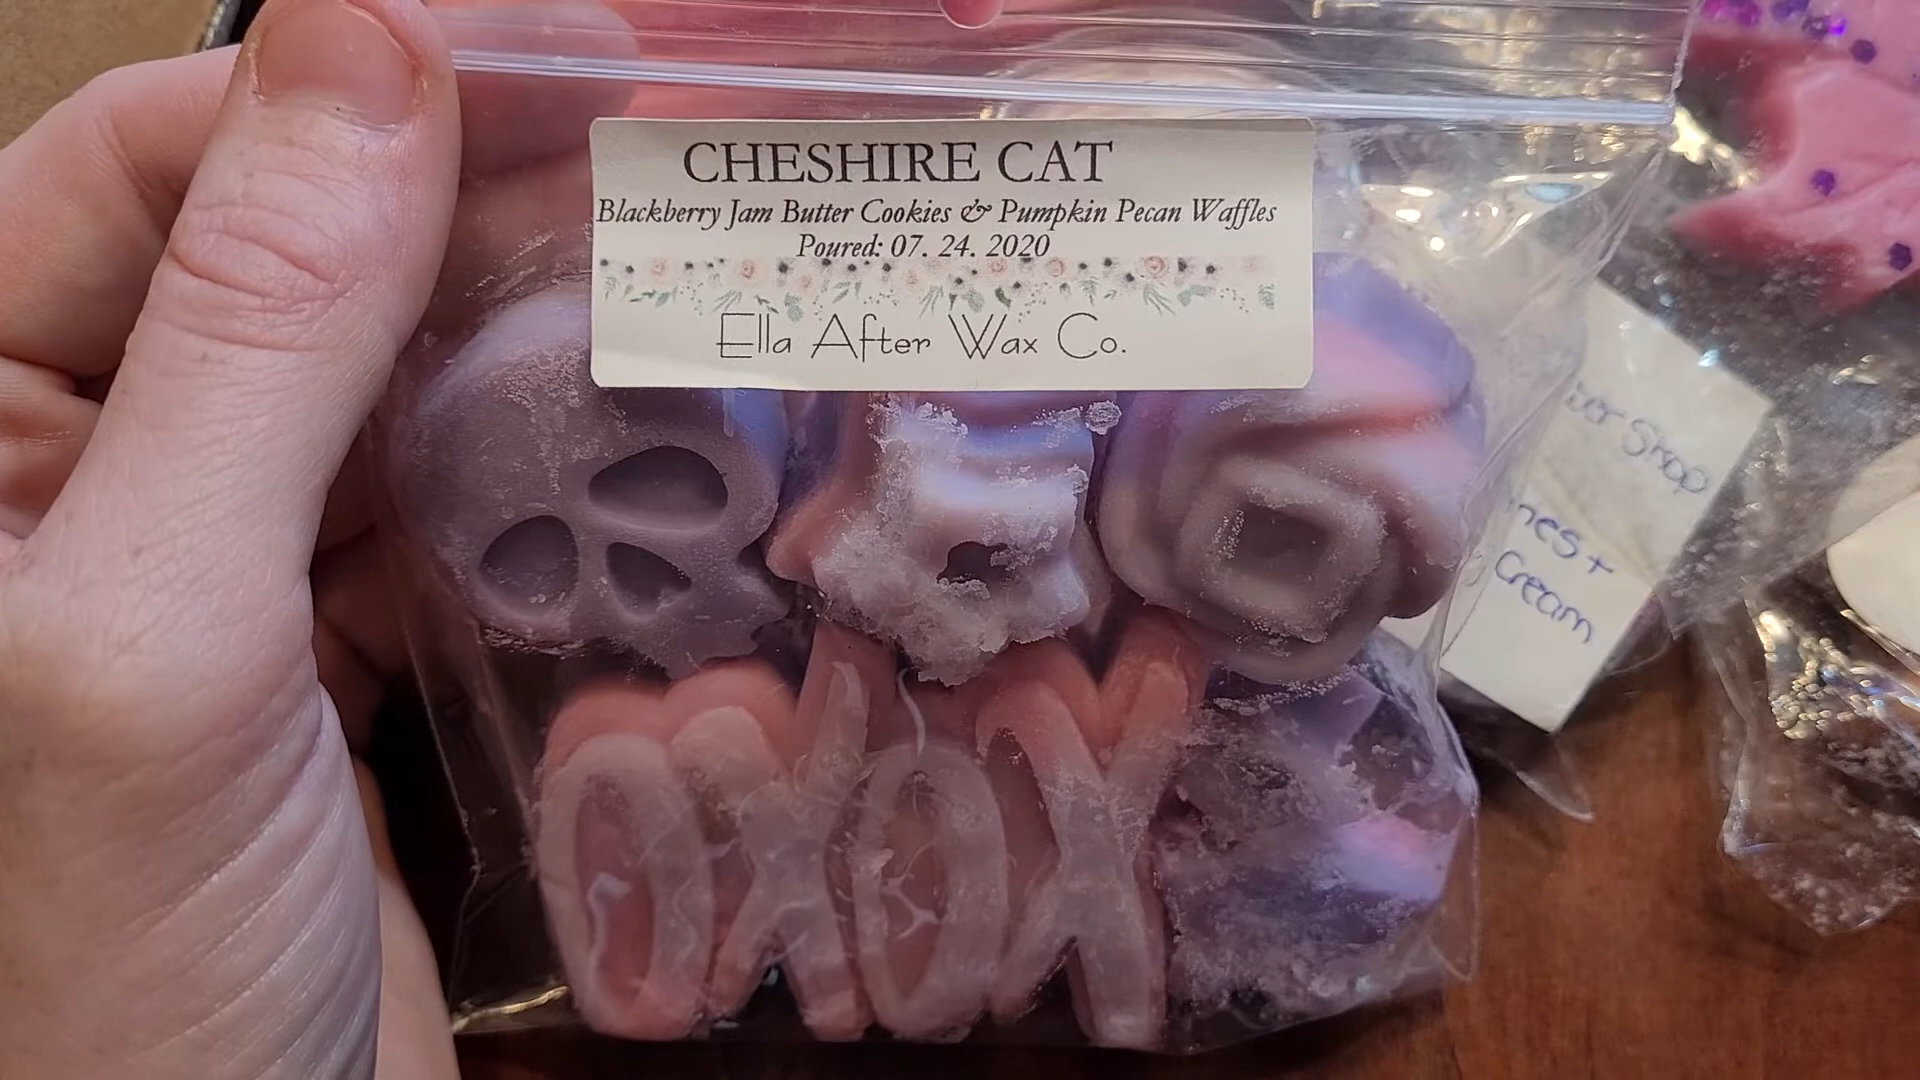 CHESHIRE CAT
Blackberry Jam Butter Cookies & Pumpkin Pecan Waffles
Poured: 07. 24. 2020
Ella After Wax Co.
OXOX
Shop
Cream